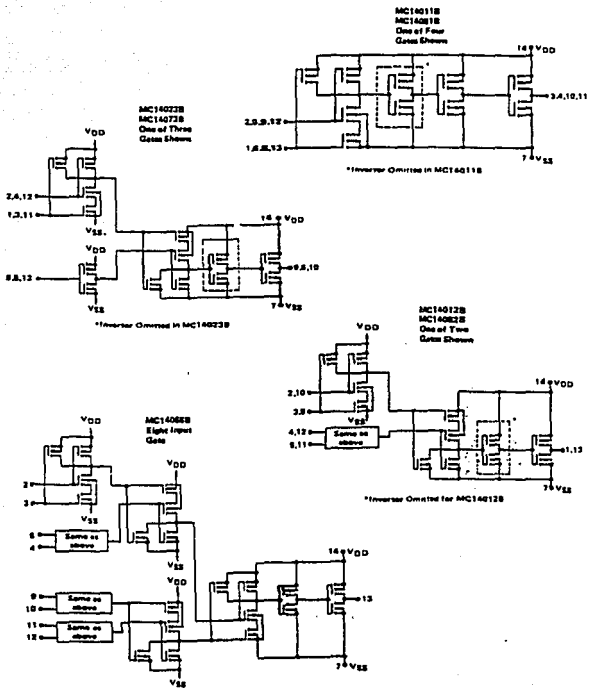 MC14011B
MC14081B
One of Four
Gates Shown
14 VDD
2,5,9,12
1,6,8,13
3,4,10,11
7 VSS
*
*Inverter Omitted in MC14011B
MC14023B
MC14073B
One of Three
Gates Shown
VDD
2,4,12
1,3,11
VSS
VDD
5,8,13
VSS
14 VDD
*
9,6,10
7 VSS
*Inverter Omitted in MC14023B
MC14012B
MC14082B
One of Two
Gates Shown
VDD
2,10
3,9
VSS
4,12
5,11
Same as
above
14 VDD
*
1,13
7 VSS
*Inverter Omitted for MC14012B
MC14068B
Eight Input
Gate
VDD
2
3
VSS
VDD
5
4
Same as
above
VSS
9
10
Same as
above
11
12
Same as
above
VDD
VSS
14 VDD
13
7 VSS